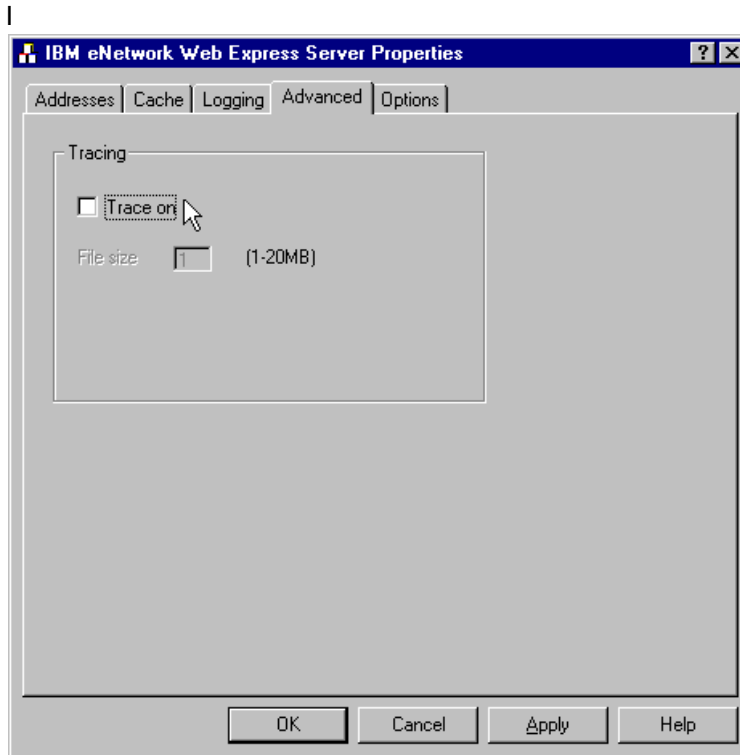 IBM eNetwork Web Express Server Properties ? X
Addresses Cache Logging Advanced Options
Tracing
Trace on
File size 1 (1-20MB)
OK Cancel Apply Help